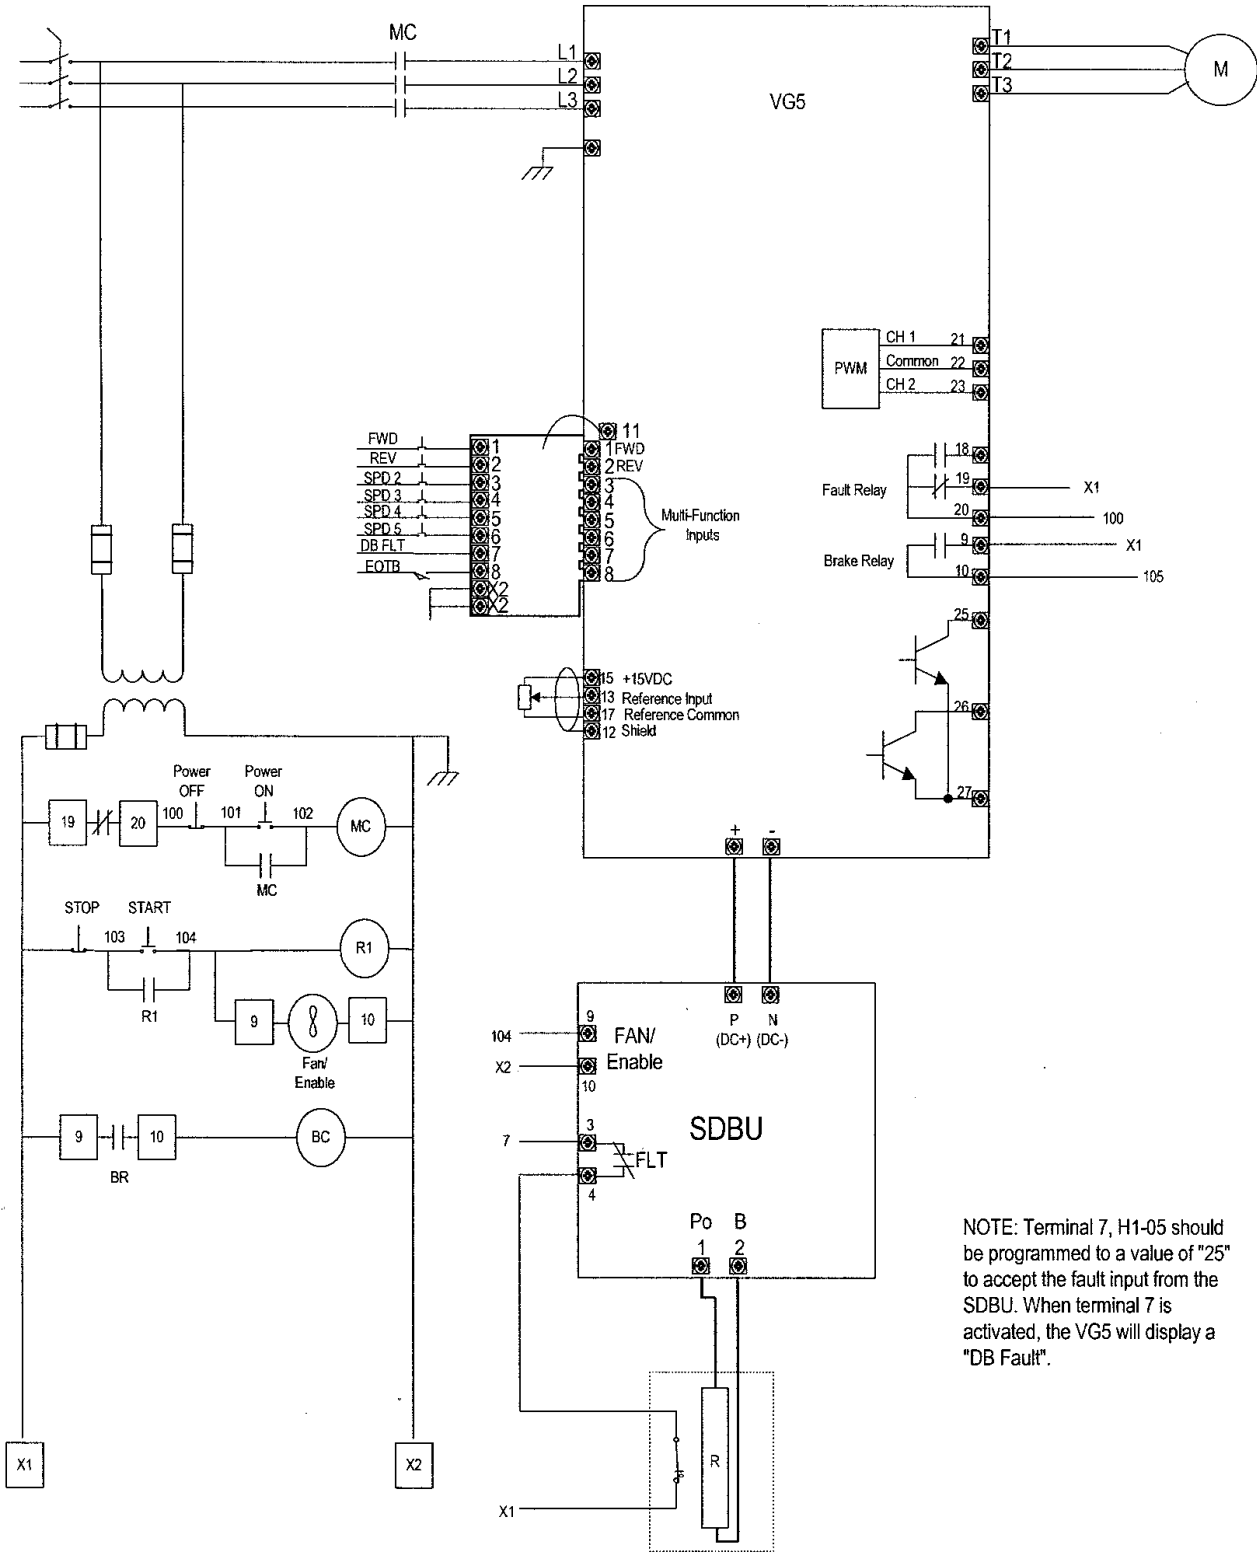 MC
L1
L2
L3
VG5
T1
T2
T3
M
PWM
CH 1
21
Common
22
CH 2
23
11
FWD
1
1
FWD
REV
2
2
REV
SPD 2
3
3
SPD 3
4
4
SPD 4
5
5
SPD 5
6
6
DB FLT
7
7
EOTB
8
8
X2
X2
Multi-Function
Inputs
18
Fault Relay
19
X1
20
100
9
X1
Brake Relay
10
105
25
26
27
15 +15VDC
13 Reference Input
17 Reference Common
12 Shield
+
-
Power
OFF
Power
ON
19
20
100
101
102
MC
MC
STOP
START
103
104
R1
R1
9
10
Fan/
Enable
9
10
BC
BR
X1
X2
P
N
(DC+)
(DC-)
9
104
FAN/
Enable
X2
10
SDBU
3
7
FLT
4
Po
B
1
2
R
X1
NOTE: Terminal 7, H1-05 should
be programmed to a value of "25"
to accept the fault input from the
SDBU. When terminal 7 is
activated, the VG5 will display a
"DB Fault".